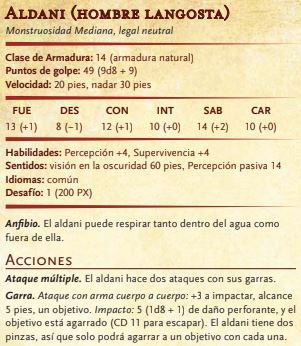 ALDANI (HOMBRE LANGOSTA)
Monstruosidad Mediana, legal neutral
Clase de Armadura: 14 (armadura natural)
Puntos de golpe: 49 (9d8 + 9)
Velocidad: 20 pies, nadar 30 pies
FUE DES CON INT SAB CAR
13 (+1) 8 (−1) 12 (+1) 10 (+0) 14 (+2) 10 (+0)
Habilidades: Percepción +4, Supervivencia +4
Sentidos: visión en la oscuridad 60 pies, Percepción pasiva 14
Idiomas: común
Desafío: 1 (200 PX)
Anfibio. El aldani puede respirar tanto dentro del agua como
fuera de ella.
ACCIONES
Ataque múltiple. El aldani hace dos ataques con sus garras.
Garra. Ataque con arma cuerpo a cuerpo: +3 a impactar, alcance
5 pies, un objetivo. Impacto: 5 (1d8 + 1) de daño perforante, y el
objetivo está agarrado (CD 11 para escapar). El aldani tiene dos
pinzas, así que solo podrá agarrar a un objetivo con cada una.